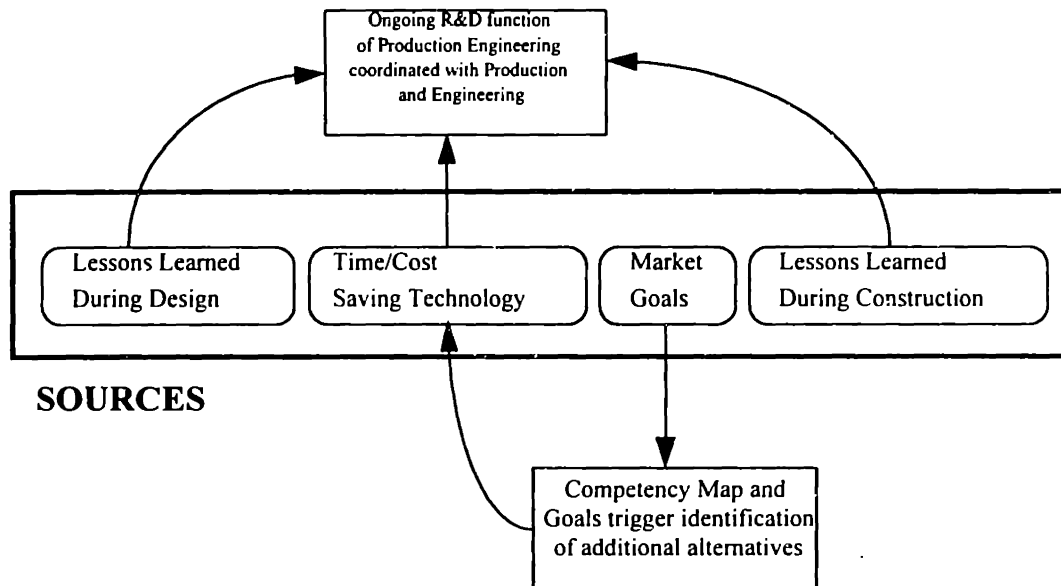 Ongoing R&D function
of Production Engineering
coordinated with Production
and Engineering
Lessons Learned
During Design
Time/Cost
Saving Technology
Market
Goals
Lessons Learned
During Construction
SOURCES
Competency Map and
Goals trigger identification
of additional alternatives